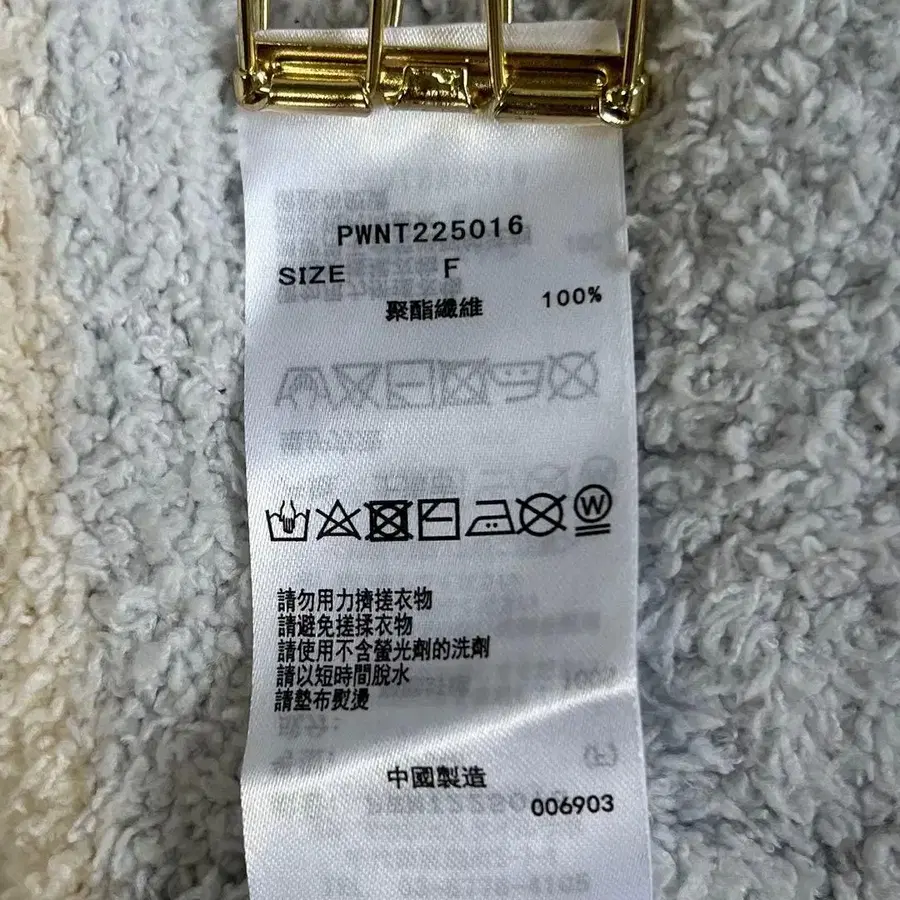 PWNT225016
SIZE F
聚酯纖維 100%
W
請勿用力擠搓衣物
請避免搓揉衣物
請使用不含螢光劑的洗劑
請以短時間脫水
請墊布熨燙
中國製造
006903